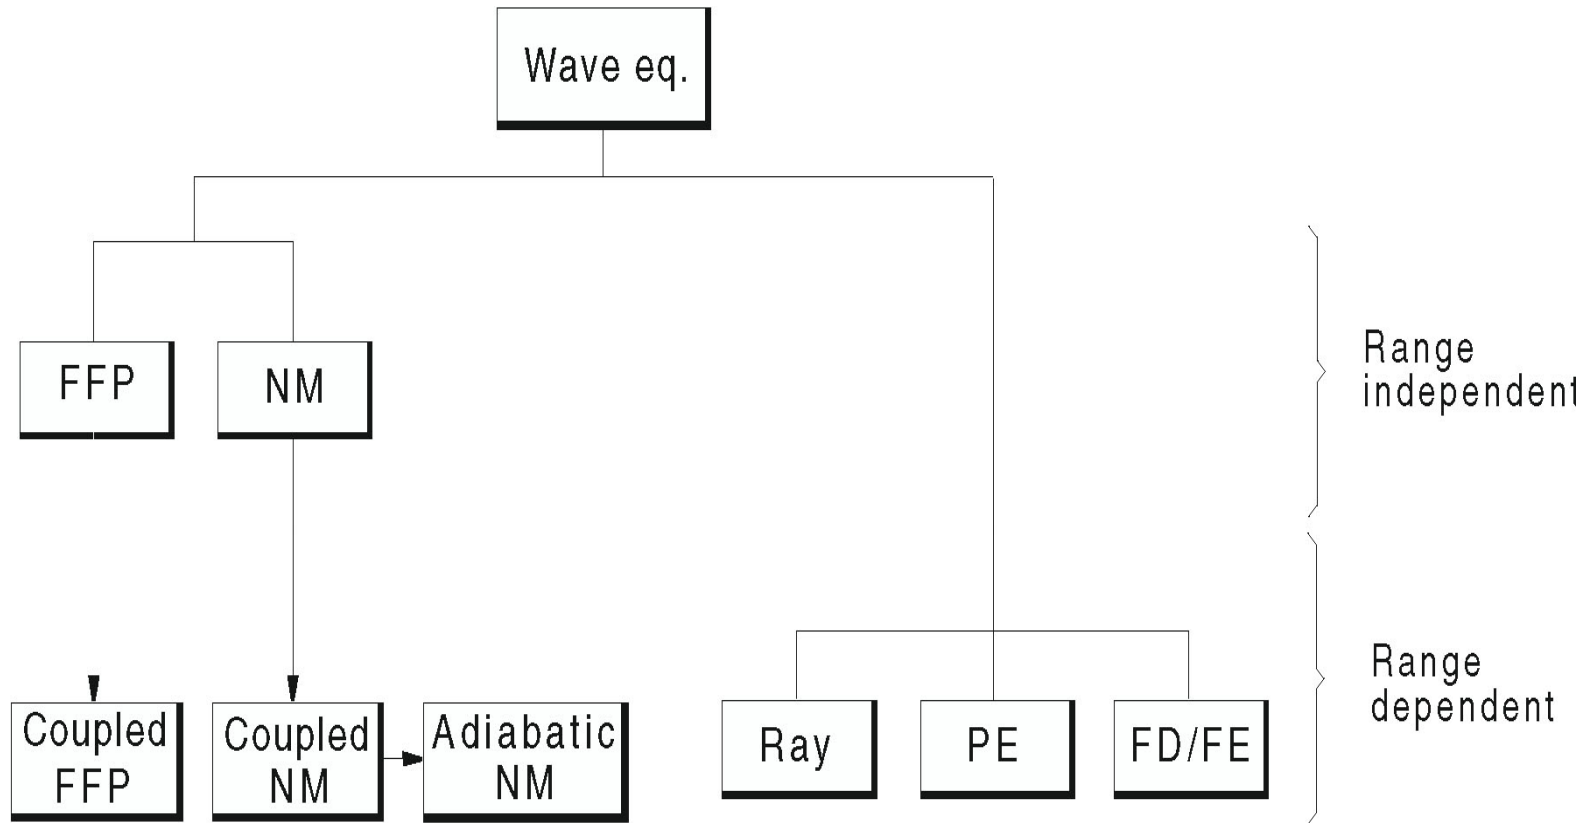 Wave eq.
FFP
NM
Range
independent
Coupled
FFP
Coupled
NM
Adiabatic
NM
Ray
PE
FD/FE
Range
dependent